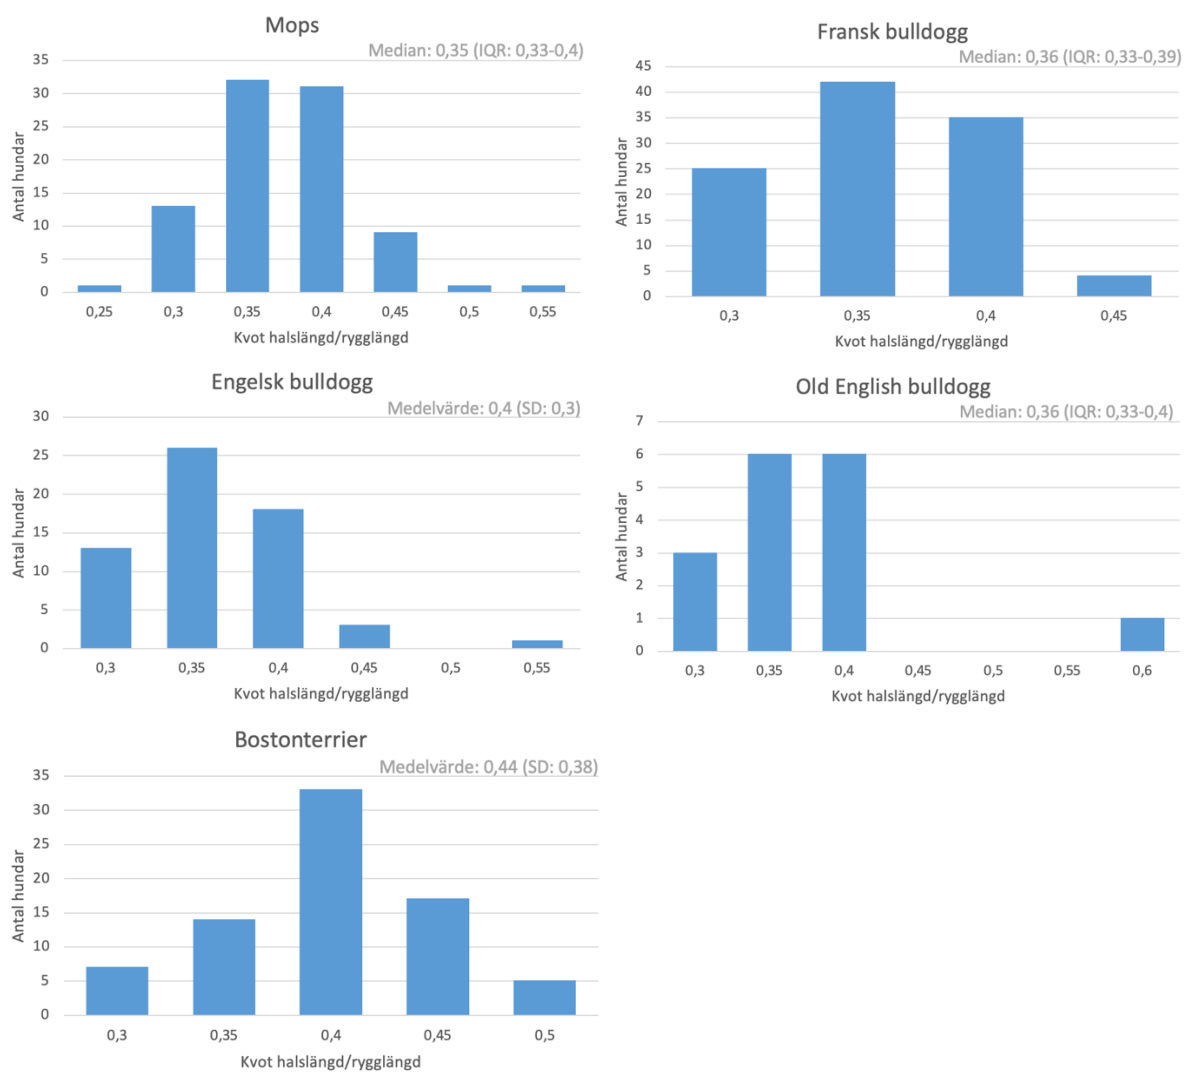 Mops
Median: 0,35 (IQR: 0,33-0,4)
35
30
25
20
15
10
5
0
Antal hundar
0,25 0,3 0,35 0,4 0,45 0,5 0,55
Kvot halslängd/rygglängd
Fransk bulldogg
Median: 0,36 (IQR: 0,33-0,39)
45
40
35
30
25
20
15
10
5
0
Antal hundar
0,3 0,35 0,4 0,45
Kvot halslängd/rygglängd
Engelsk bulldogg
Medelvärde: 0,4 (SD: 0,3)
30
25
20
15
10
5
0
Antal hundar
0,3 0,35 0,4 0,45 0,5 0,55
Kvot halslängd/rygglängd
Old English bulldogg
Median: 0,36 (IQR: 0,33-0,4)
7
6
5
4
3
2
1
0
Antal hundar
0,3 0,35 0,4 0,45 0,5 0,55 0,6
Kvot halslängd/rygglängd
Bostonterrier
Medelvärde: 0,44 (SD: 0,38)
35
30
25
20
15
10
5
0
Antal hundar
0,3 0,35 0,4 0,45 0,5
Kvot halslängd/rygglängd